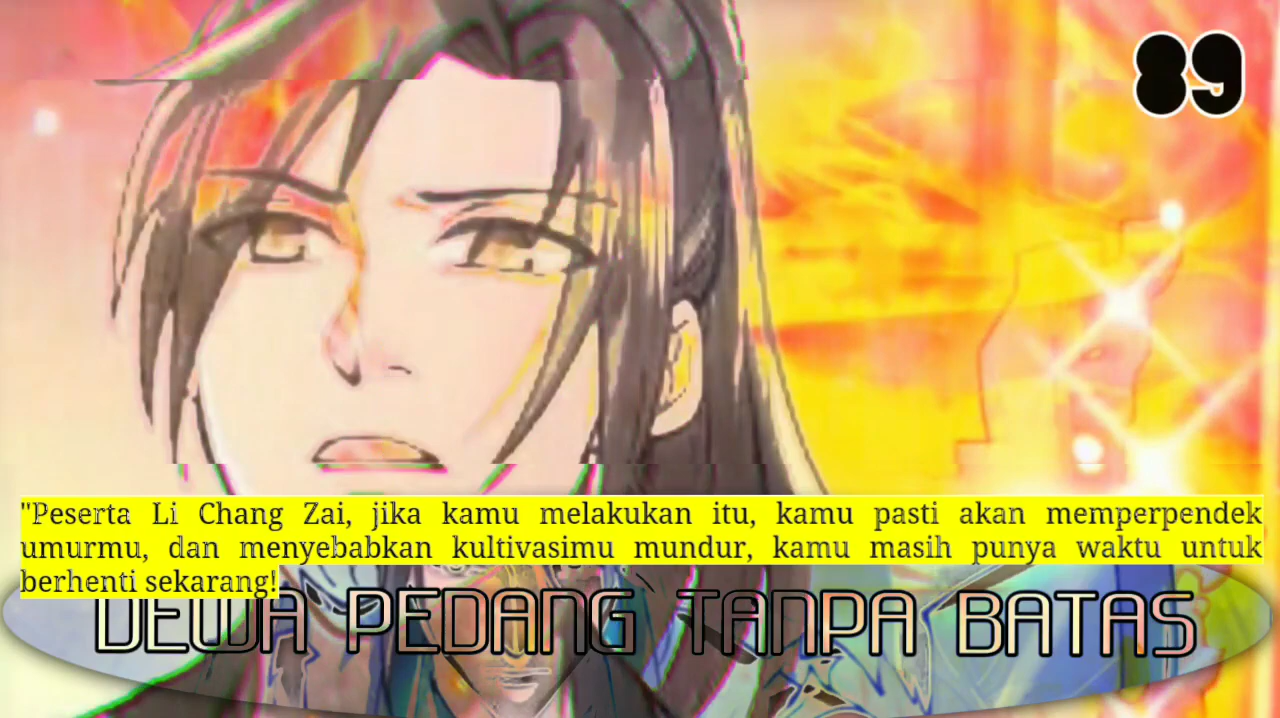 89
"Peserta Li Chang Zai, jika kamu melakukan itu, kamu pasti akan memperpendek
umurmu, dan menyebabkan kultivasimu mundur, kamu masih punya waktu untuk
berhenti sekarang!
DEWA PEDANG TANPA BATAS